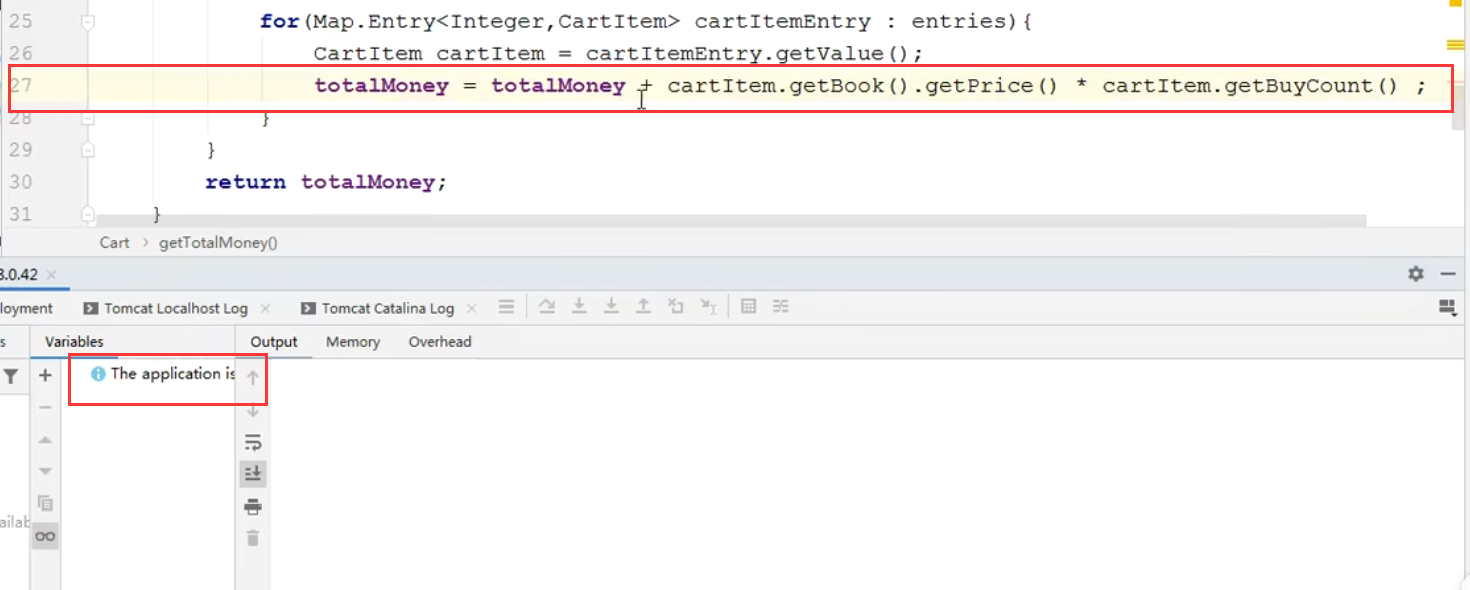 25 for(Map.Entry<Integer,CartItem> cartItemEntry : entries){
26 CartItem cartItem = cartItemEntry.getValue();
27 totalMoney = totalMoney + cartItem.getBook().getPrice() * cartItem.getBuyCount() ;
28 }
29 }
30 return totalMoney;
31 }
Cart › getTotalMoney()
3.0.42
loyment Tomcat Localhost Log Tomcat Catalina Log
s Variables Output Memory Overhead
The application is
ailab